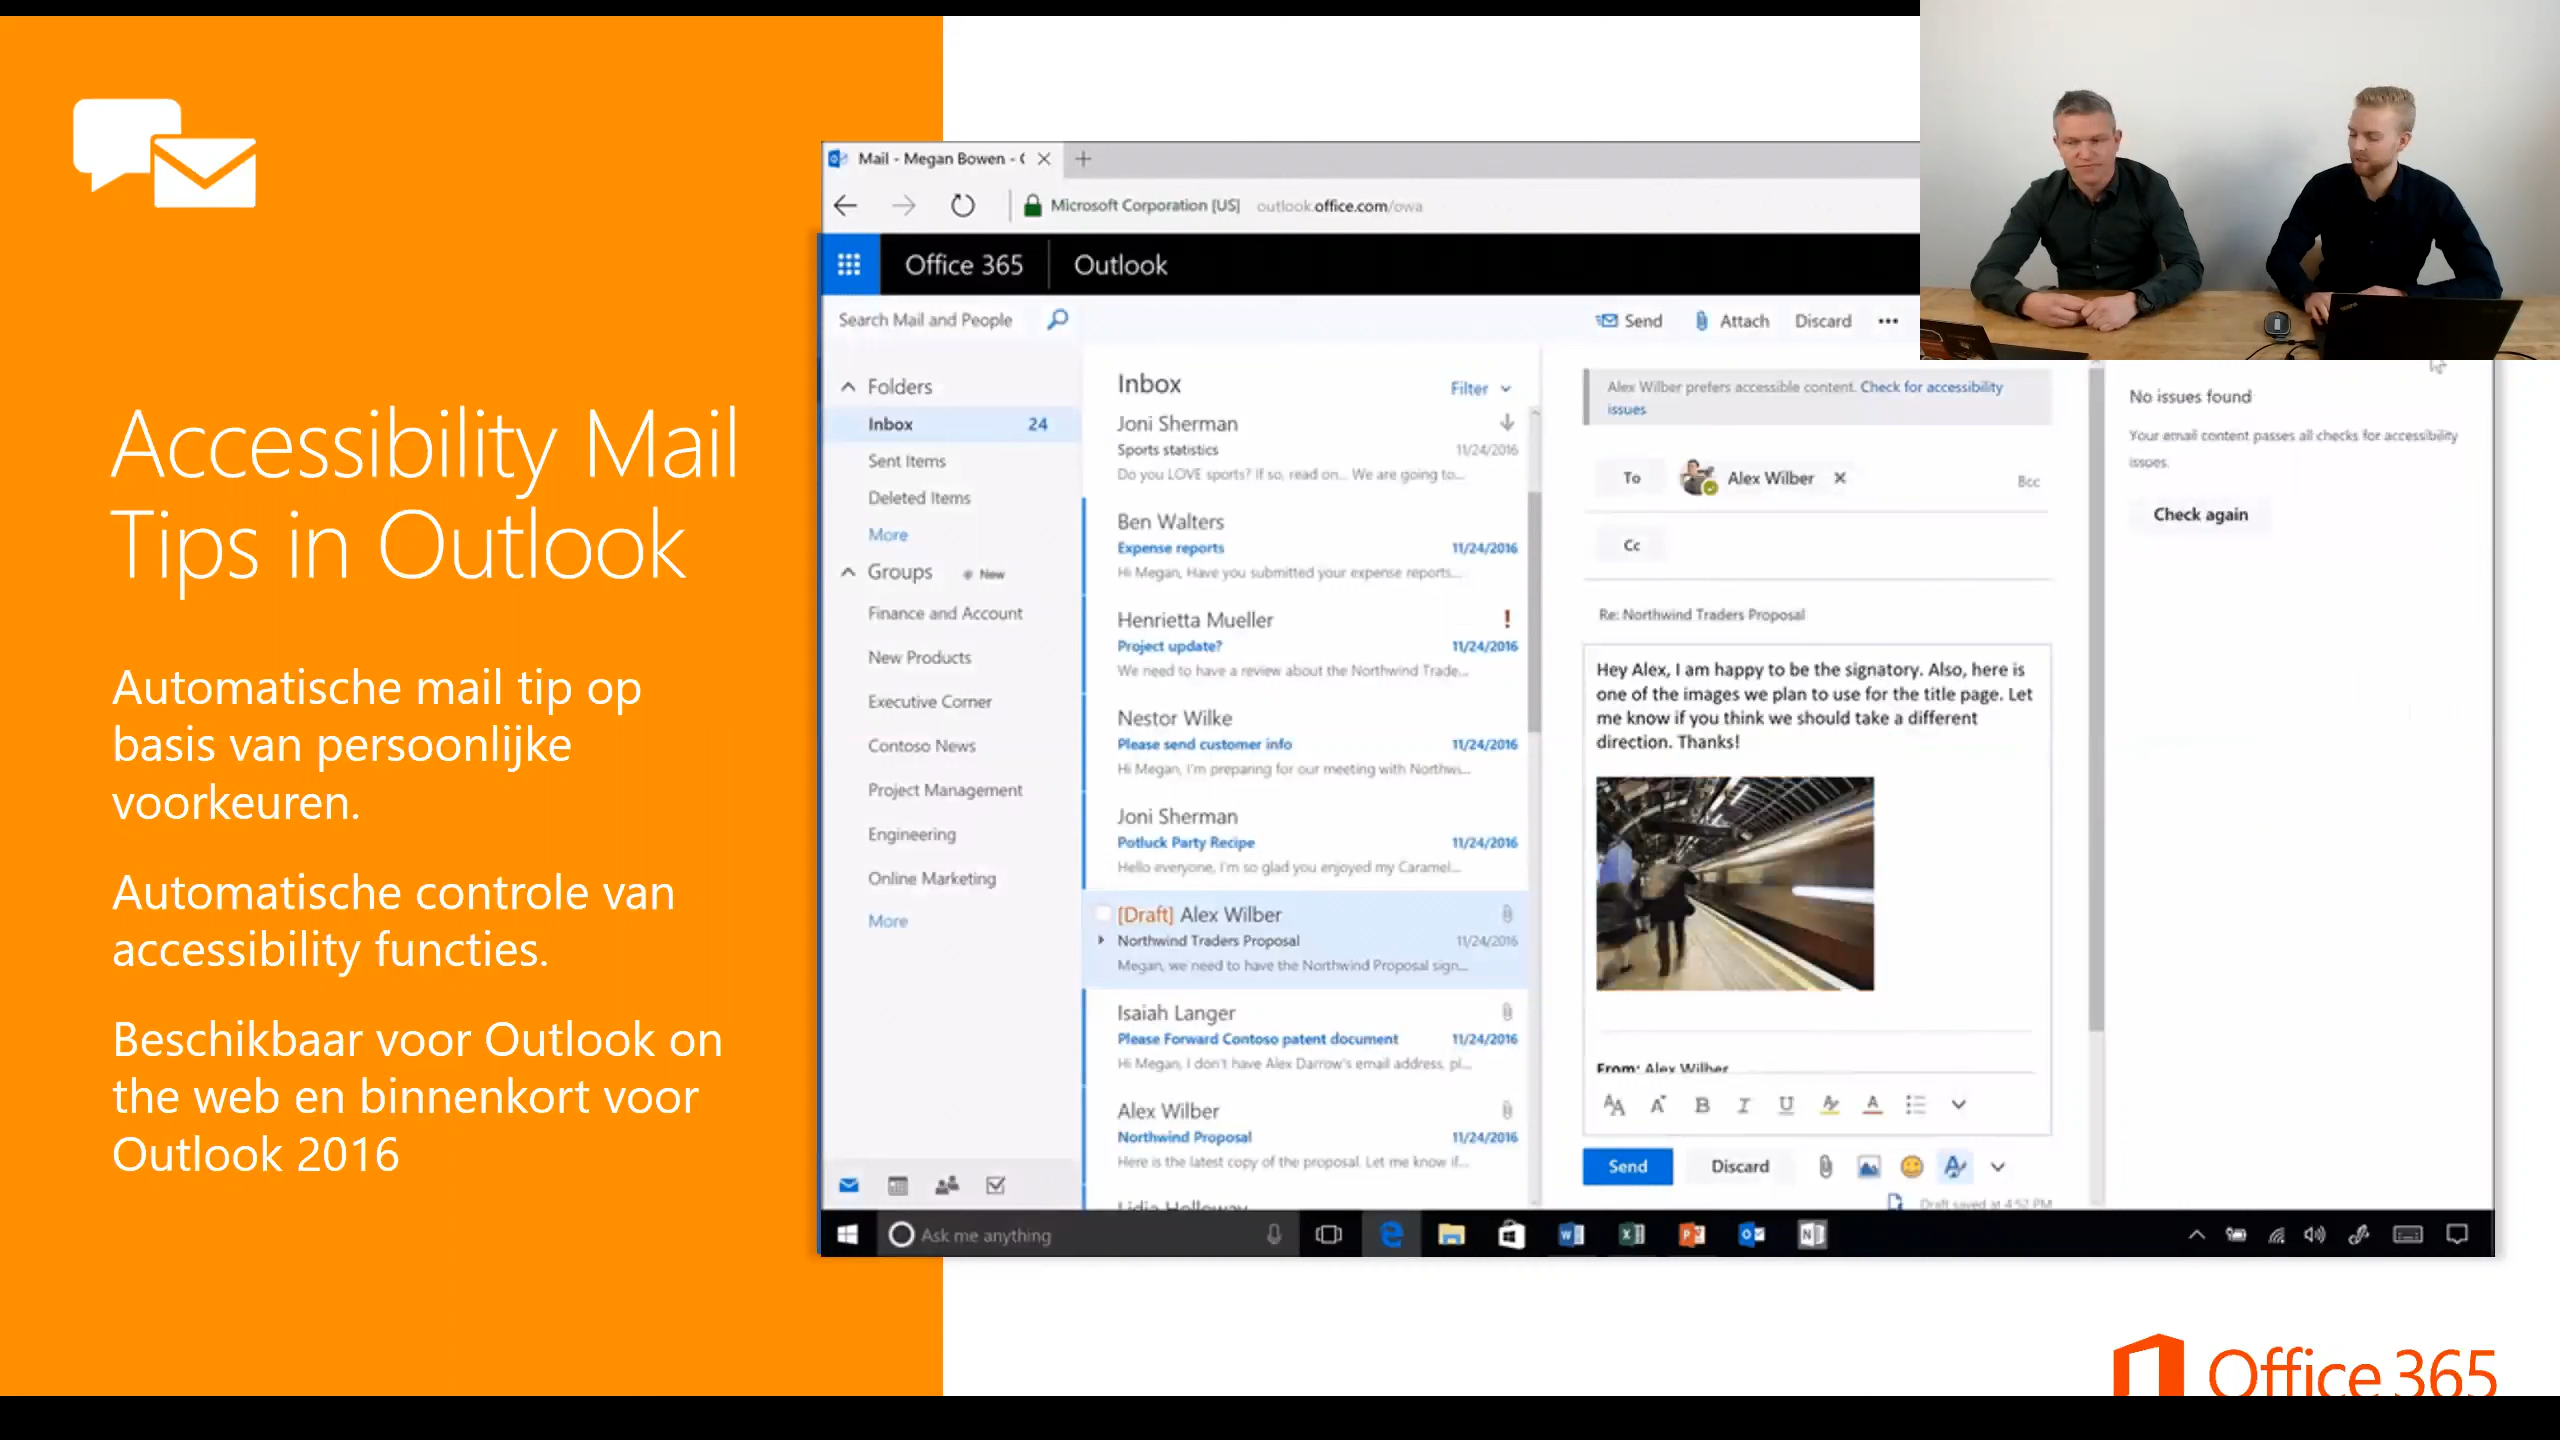 Accessibility Mail
Tips in Outlook
Automatische mail tip op
basis van persoonlijke
voorkeuren.
Automatische controle van
accessibility functies.
Beschikbaar voor Outlook on
the web en binnenkort voor
Outlook 2016
Mail - Megan Bowen - (
Microsoft Corporation [US] outlook.office.com/owa
Office 365 Outlook
Search Mail and People
Send Attach Discard
Folders
Inbox 24
Sent Items
Deleted Items
More
Groups New
Finance and Account
New Products
Executive Corner
Contoso News
Project Management
Engineering
Online Marketing
More
Inbox Filter
Joni Sherman
Sports statistics 11/24/2016
Do you LOVE sports? If so, read on... We are going to...
Ben Walters
Expense reports 11/24/2016
Hi Megan, Have you submitted your expense reports...
Henrietta Mueller !
Project update? 11/24/2016
We need to have a review about the Northwind Trade...
Nestor Wilke
Please send customer info 11/24/2016
Hi Megan, I'm preparing for our meeting with Northwi...
Joni Sherman
Potluck Party Recipe 11/24/2016
Hello everyone, I'm so glad you enjoyed my Caramel...
[Draft] Alex Wilber
Northwind Traders Proposal 11/24/2016
Megan, we need to have the Northwind Proposal sign...
Isaiah Langer
Please Forward Contoso patent document 11/24/2016
Hi Megan, I don't have Alex Darrow's email address, pl...
Alex Wilber
Northwind Proposal 11/24/2016
Here is the latest copy of the proposal. Let me know if...
Lidia Holloway
Alex Wilber prefers accessible content. Check for accessibility
issues
To Alex Wilber Bcc
Cc
Re: Northwind Traders Proposal
Hey Alex, I am happy to be the signatory. Also, here is
one of the images we plan to use for the title page. Let
me know if you think we should take a different
direction. Thanks!
From: Alex Wilber
B I U
Send Discard
Draft saved at 4:52 PM
No issues found
Your email content passes all checks for accessibility
issues.
Check again
Ask me anything
Office 365